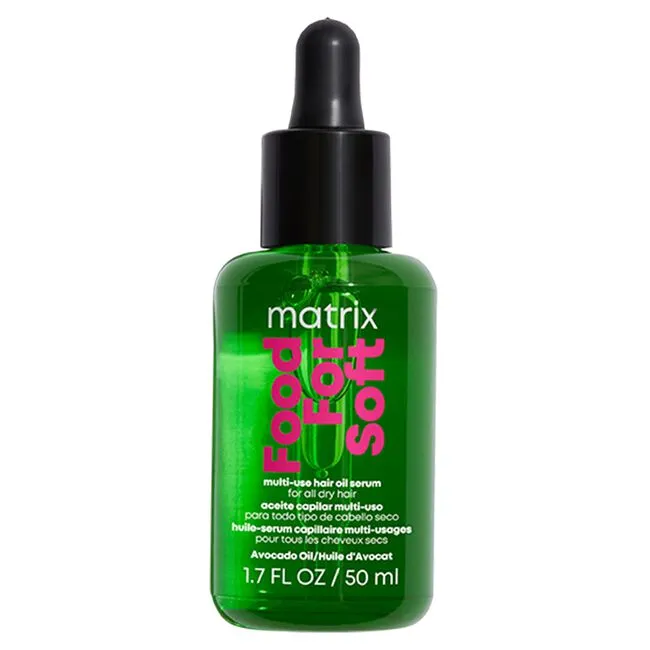 matrix
Food
For
Soft
multi-use hair oil serum
for all dry hair
aceite capilar multi-uso
para todo tipo de cabello seco
huile-serum capillaire multi-usages
pour tous les cheveux secs
Avocado Oil/Huile d'Avocat
1.7 FL OZ / 50 ml